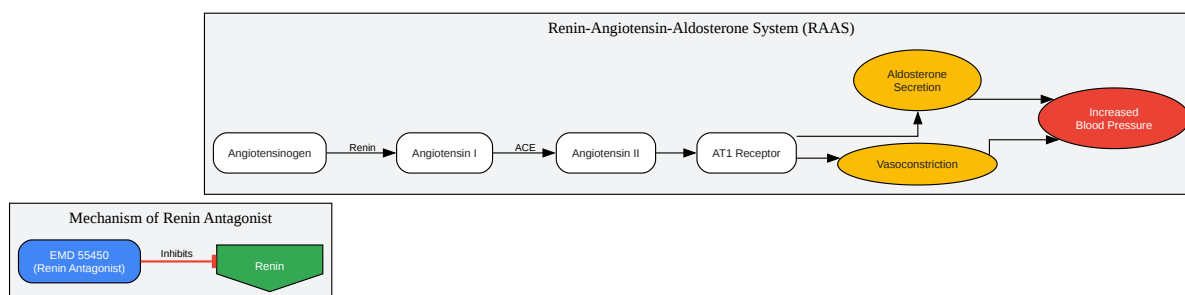 Renin-Angiotensin-Aldosterone System (RAAS)
Aldosterone
Secretion
Increased
Blood Pressure
Angiotensinogen
Renin
Angiotensin I
ACE
Angiotensin II
AT1 Receptor
Vasoconstriction
Mechanism of Renin Antagonist
EMD 55450
(Renin Antagonist)
Inhibits
Renin